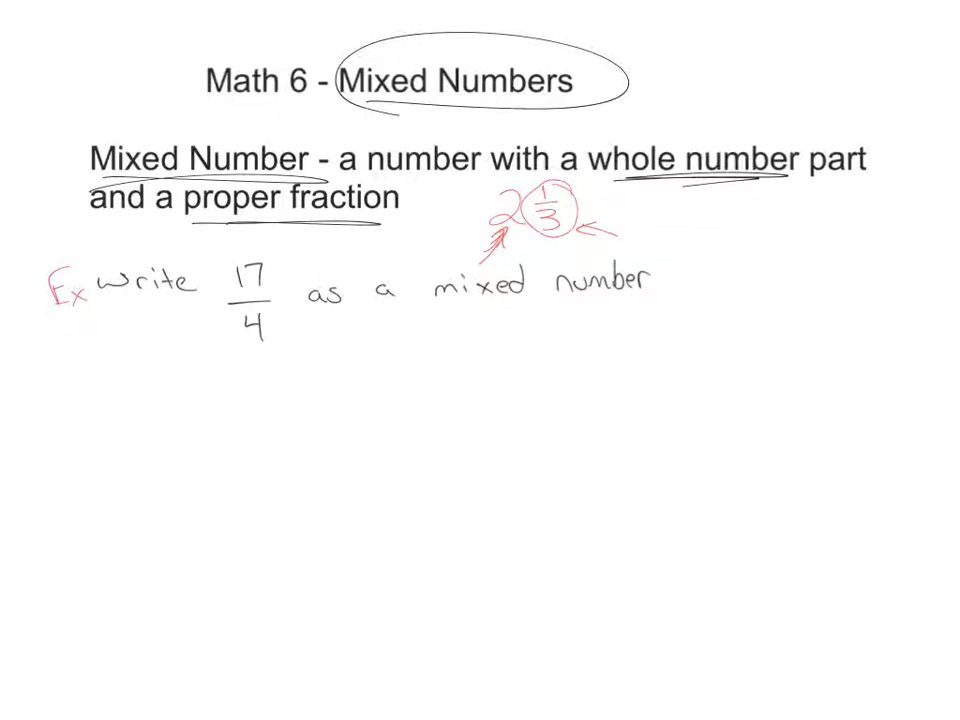 Math 6 - Mixed Numbers
Mixed Number - a number with a whole number part
and a proper fraction
2 1/3
Ex write 17/4 as a mixed number